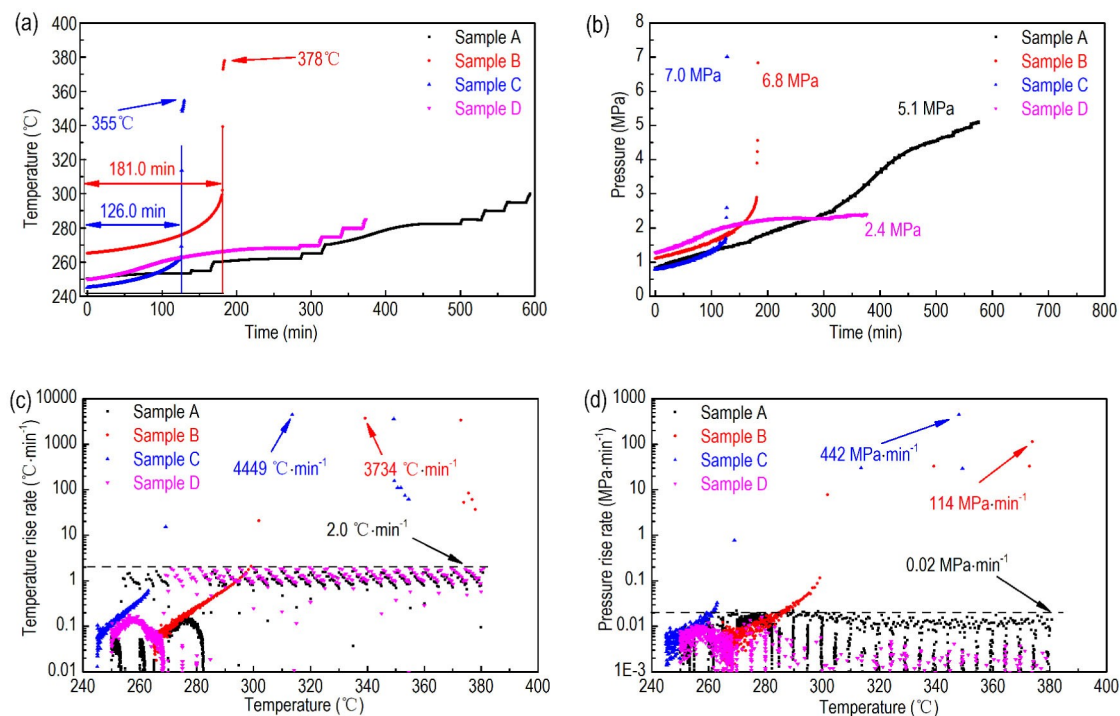 (a)
Temperature (℃)
400
380
360
340
320
300
280
260
240
0
100
200
300
400
500
600
Time (min)
Sample A
Sample B
Sample C
Sample D
378℃
355℃
181.0 min
126.0 min
(b)
Pressure (MPa)
8
7
6
5
4
3
2
1
0
0
100
200
300
400
500
600
700
800
Time (min)
Sample A
Sample B
Sample C
Sample D
7.0 MPa
6.8 MPa
5.1 MPa
2.4 MPa
(c)
Temperature rise rate (℃·min⁻¹)
10000
1000
100
10
1
0.1
0.01
240
260
280
300
320
340
360
380
400
Temperature (℃)
Sample A
Sample B
Sample C
Sample D
4449 ℃·min⁻¹
3734 ℃·min⁻¹
2.0 ℃·min⁻¹
(d)
Pressure rise rate (MPa·min⁻¹)
1000
100
10
1
0.1
0.01
1E-3
240
260
280
300
320
340
360
380
400
Temperature (℃)
Sample A
Sample B
Sample C
Sample D
442 MPa·min⁻¹
114 MPa·min⁻¹
0.02 MPa·min⁻¹